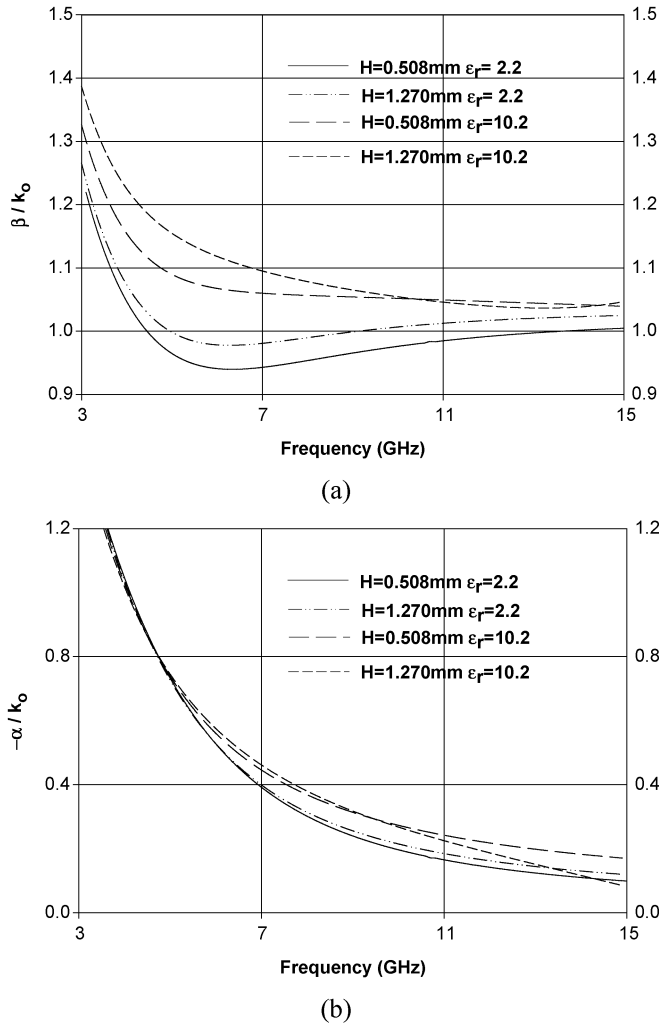 1.5 1.5
1.4 1.4
1.3 1.3
1.2 1.2
1.1 1.1
1.0 1.0
0.9 0.9
β / ko
H=0.508mm εr= 2.2
H=1.270mm εr= 2.2
H=0.508mm εr=10.2
H=1.270mm εr=10.2
3 7 11 15
Frequency (GHz)
(a)
1.2 1.2
0.8 0.8
0.4 0.4
0.0 0.0
−α / ko
H=0.508mm εr=2.2
H=1.270mm εr=2.2
H=0.508mm εr=10.2
H=1.270mm εr=10.2
3 7 11 15
Frequency (GHz)
(b)